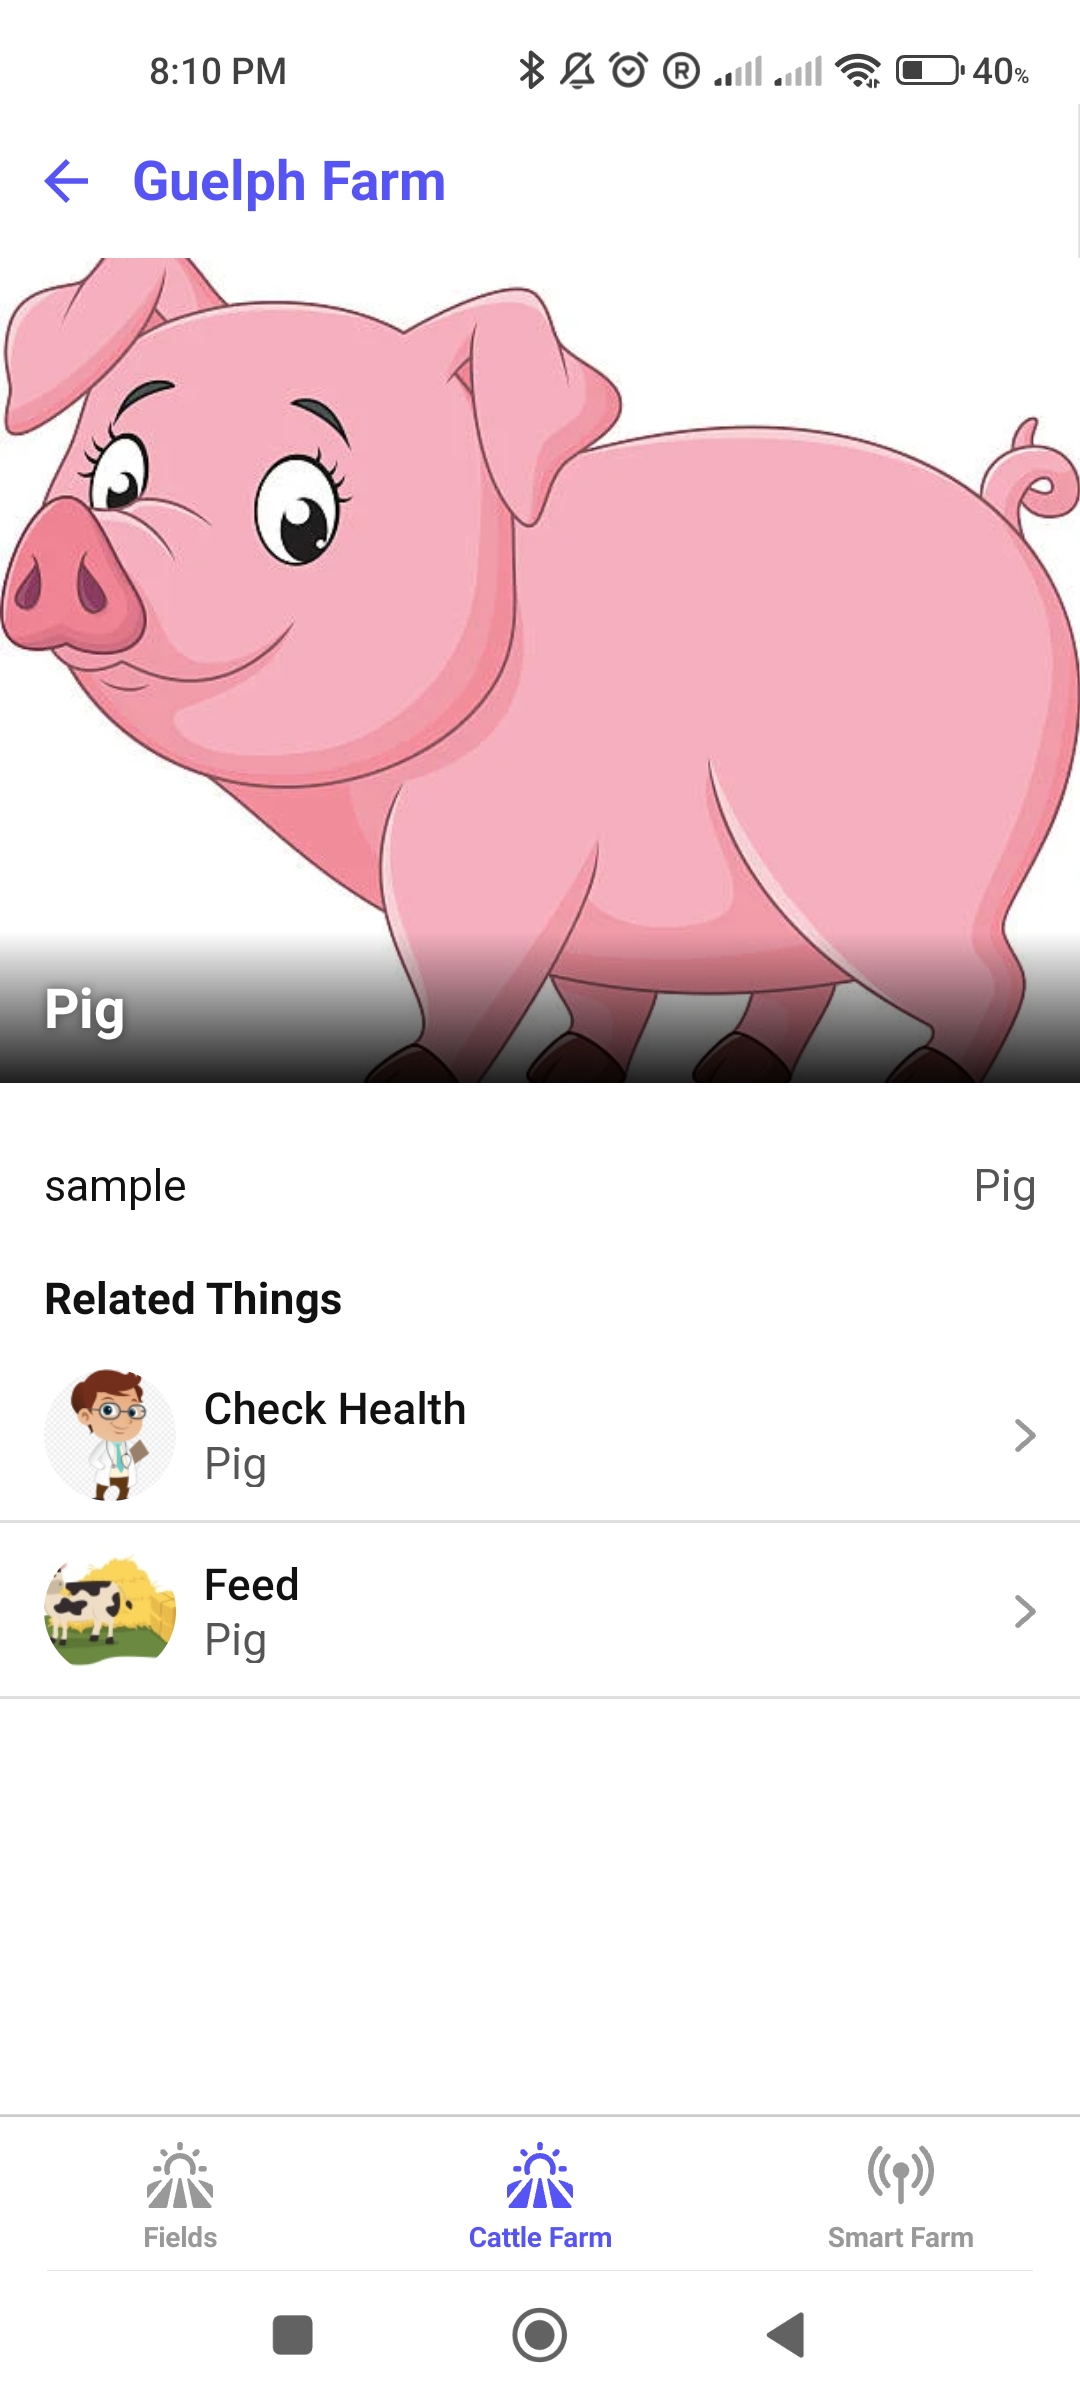 8:10 PM
40%
Guelph Farm
Pig
sample
Pig
Related Things
Check Health
Pig
Feed
Pig
Fields
Cattle Farm
Smart Farm